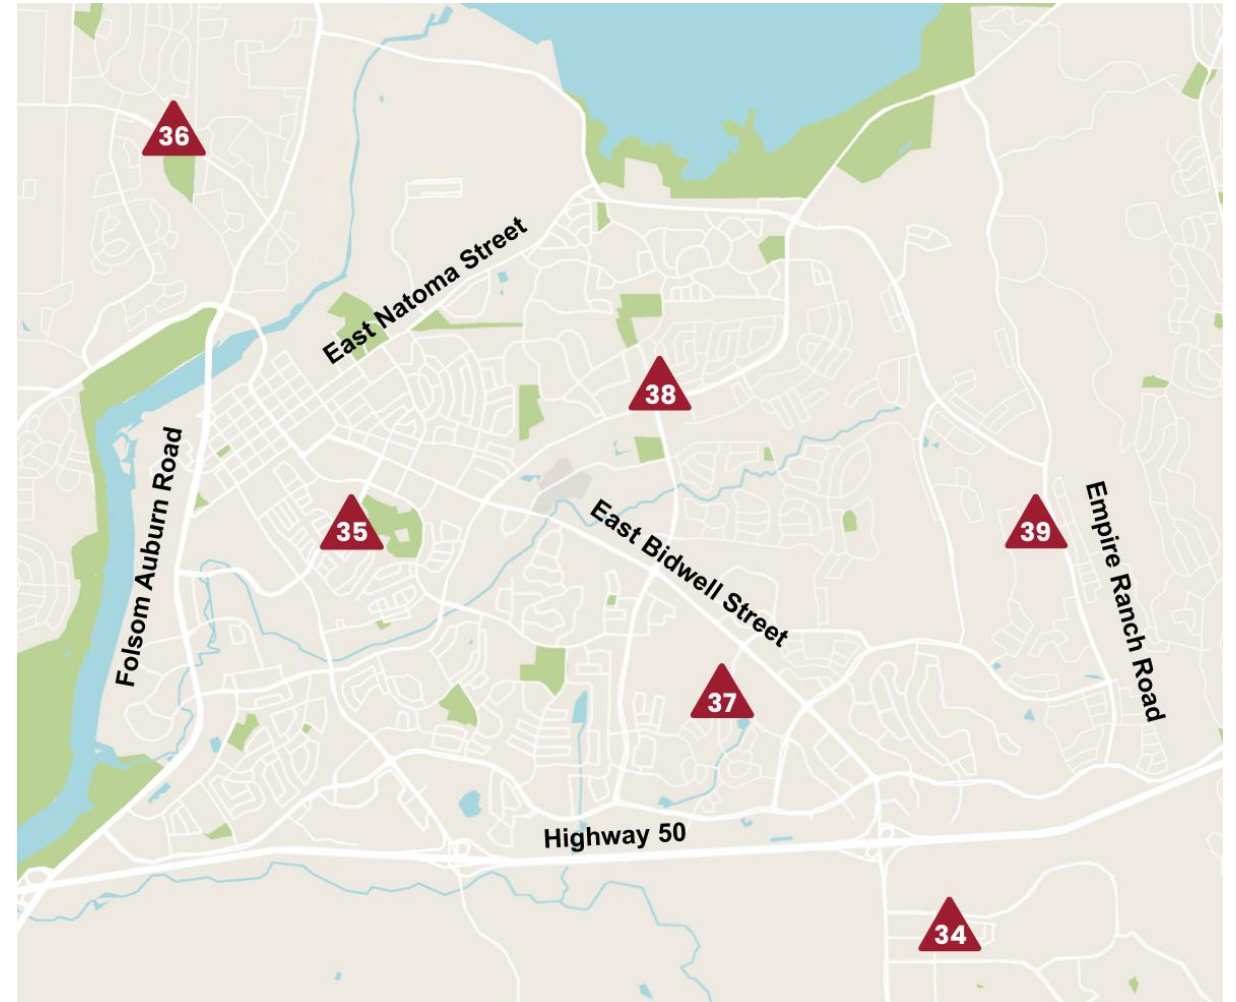 36
East Natoma Street
38
Folsom Auburn Road
35
East Bidwell Street
39
Empire Ranch Road
37
Highway 50
34